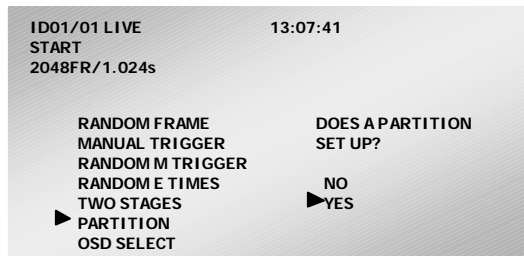 ID01/01 LIVE 13:07:41
START
2048FR/1.024s
RANDOM FRAME
MANUAL TRIGGER
RANDOM M TRIGGER
RANDOM E TIMES
TWO STAGES
PARTITION
OSD SELECT
DOES A PARTITION
SET UP?
NO
YES